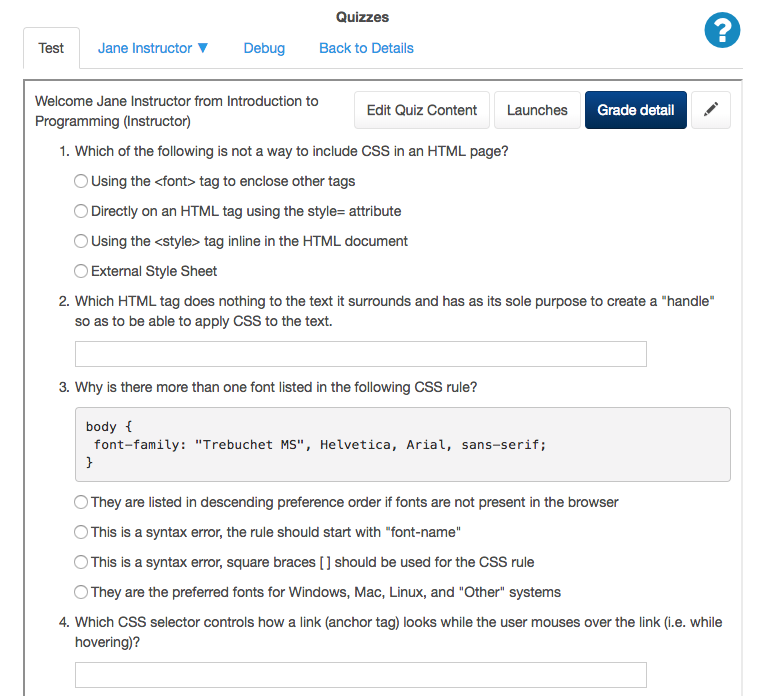 Quizzes
?
Test
Jane Instructor ▼
Debug
Back to Details
Welcome Jane Instructor from Introduction to
Programming (Instructor)
Edit Quiz Content
Launches
Grade detail
1. Which of the following is not a way to include CSS in an HTML page?
Using the <font> tag to enclose other tags
Directly on an HTML tag using the style= attribute
Using the <style> tag inline in the HTML document
External Style Sheet
2. Which HTML tag does nothing to the text it surrounds and has as its sole purpose to create a "handle"
so as to be able to apply CSS to the text.
3. Why is there more than one font listed in the following CSS rule?
body {
font-family: "Trebuchet MS", Helvetica, Arial, sans-serif;
}
They are listed in descending preference order if fonts are not present in the browser
This is a syntax error, the rule should start with "font-name"
This is a syntax error, square braces [ ] should be used for the CSS rule
They are the preferred fonts for Windows, Mac, Linux, and "Other" systems
4. Which CSS selector controls how a link (anchor tag) looks while the user mouses over the link (i.e. while
hovering)?